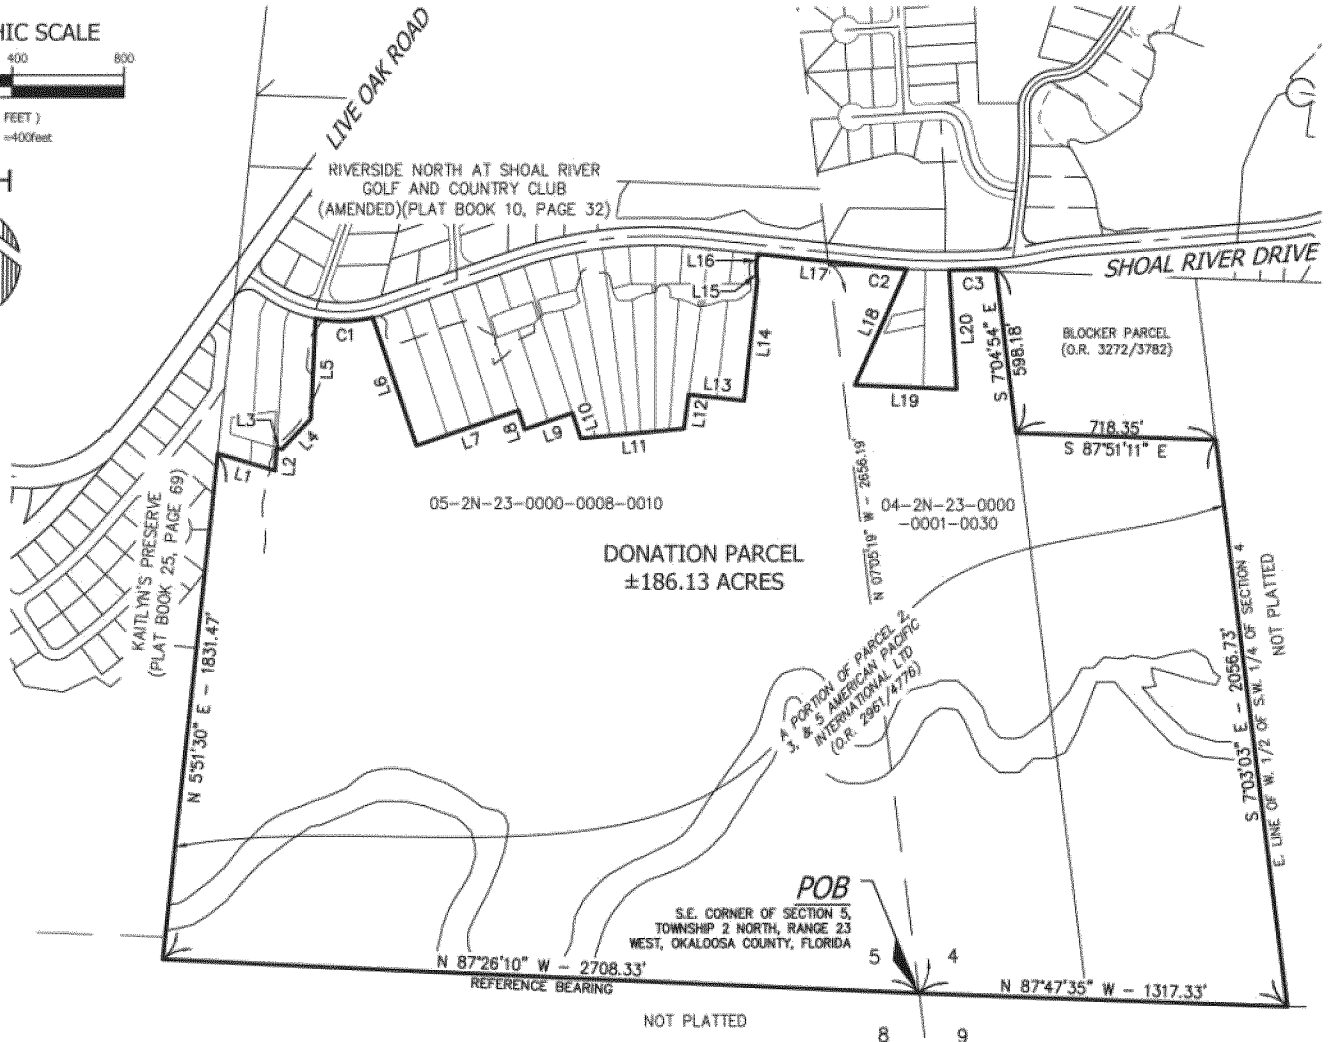 HIC SCALE
400 800
FEET )
=400feet
H
LIVE OAK ROAD
RIVERSIDE NORTH AT SHOAL RIVER
GOLF AND COUNTRY CLUB
(AMENDED)(PLAT BOOK 10, PAGE 32)
SHOAL RIVER DRIVE
L16
L15
L17
C2
C3
L18
L20
L14
L13
L12
L19
S 7°04'54" E
598.18'
BLOCKER PARCEL
(O.R. 3272/3782)
718.35'
S 87°51'11" E
C1
L5
L6
L3
L4
L2
L1
L7
L8
L9
L10
L11
KAITLYN'S PRESERVE
(PLAT BOOK 25, PAGE 69)
05-2N-23-0000-0008-0010
04-2N-23-0000
-0001-0030
DONATION PARCEL
±186.13 ACRES
N 07°05'19" W - 2656.19'
N 5°51'30" E - 1831.47'
A PORTION OF PARCEL 2,
3, & 5 AMERICAN PACIFIC
INTERNATIONAL LTD
(O.R. 2961/4776)
S 7°03'03" E - 2056.73'
E. LINE OF W. 1/2 OF S.W. 1/4 OF SECTION 4
NOT PLATTED
POB
S.E. CORNER OF SECTION 5,
TOWNSHIP 2 NORTH, RANGE 23
WEST, OKALOOSA COUNTY, FLORIDA
5 4
N 87°26'10" W - 2708.33'
REFERENCE BEARING
N 87°47'35" W - 1317.33'
NOT PLATTED
8 9